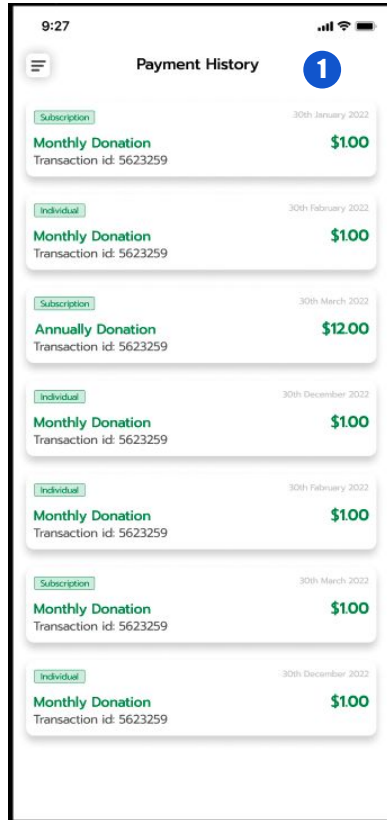 9:27
Payment History
1
Subscription
30th January 2022
Monthly Donation
$1.00
Transaction id: 5623259
Individual
30th February 2022
Monthly Donation
$1.00
Transaction id: 5623259
Subscription
30th March 2022
Annually Donation
$12.00
Transaction id: 5623259
Individual
30th December 2022
Monthly Donation
$1.00
Transaction id: 5623259
Individual
30th February 2022
Monthly Donation
$1.00
Transaction id: 5623259
Subscription
30th March 2022
Monthly Donation
$1.00
Transaction id: 5623259
Individual
30th December 2022
Monthly Donation
$1.00
Transaction id: 5623259